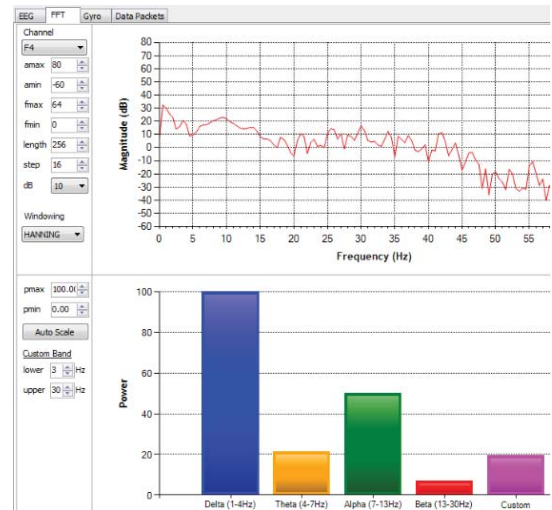 EEG FFT Gyro Data Packets
Channel
F4
amax 80
amin -60
fmax 64
fmin 0
length 256
step 16
dB 10
Windowing
HANNING
Magnitude (dB)
80
70
60
50
40
30
20
10
0
-10
-20
-30
-40
-50
-60
0 5 10 15 20 25 30 35 40 45 50 55
Frequency (Hz)
pmax 100.0
pmin 0.00
Auto Scale
Custom Band
lower 3 Hz
upper 30 Hz
Power
100
80
60
40
20
0
Delta (1-4Hz) Theta (4-7Hz) Alpha (7-13Hz) Beta (13-30Hz) Custom